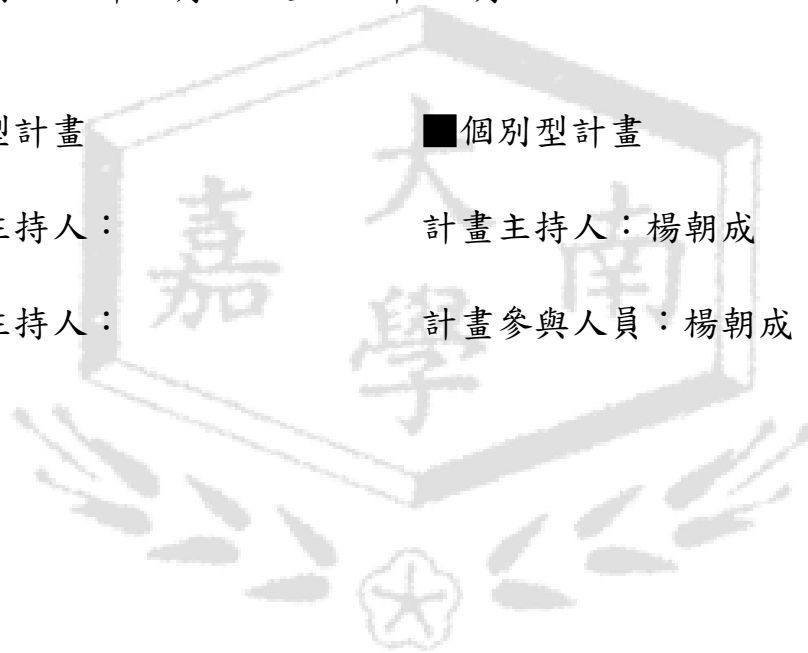 型計畫 ■個別型計畫
主持人： 計畫主持人：楊朝成
主持人： 計畫參與人員：楊朝成
大
嘉 南
學